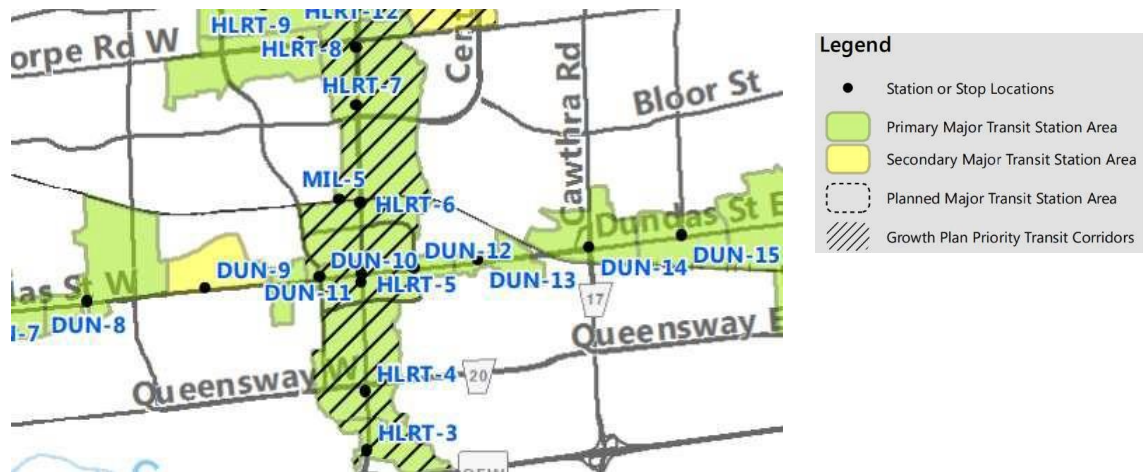 HLRT-12
HLRT-9
orpe Rd W
HLRT-8
Cen
HLRT-7
Cawthra Rd
Bloor St
MIL-5
HLRT-6
Dundas St E
DUN-9
DUN-10
DUN-12
DUN-15
las St W
DUN-11
HLRT-5
DUN-13
DUN-14
N-7
DUN-8
17
Queensway E
Queensway W
HLRT-4
20
HLRT-3
QEW
Legend
Station or Stop Locations
Primary Major Transit Station Area
Secondary Major Transit Station Area
Planned Major Transit Station Area
Growth Plan Priority Transit Corridors